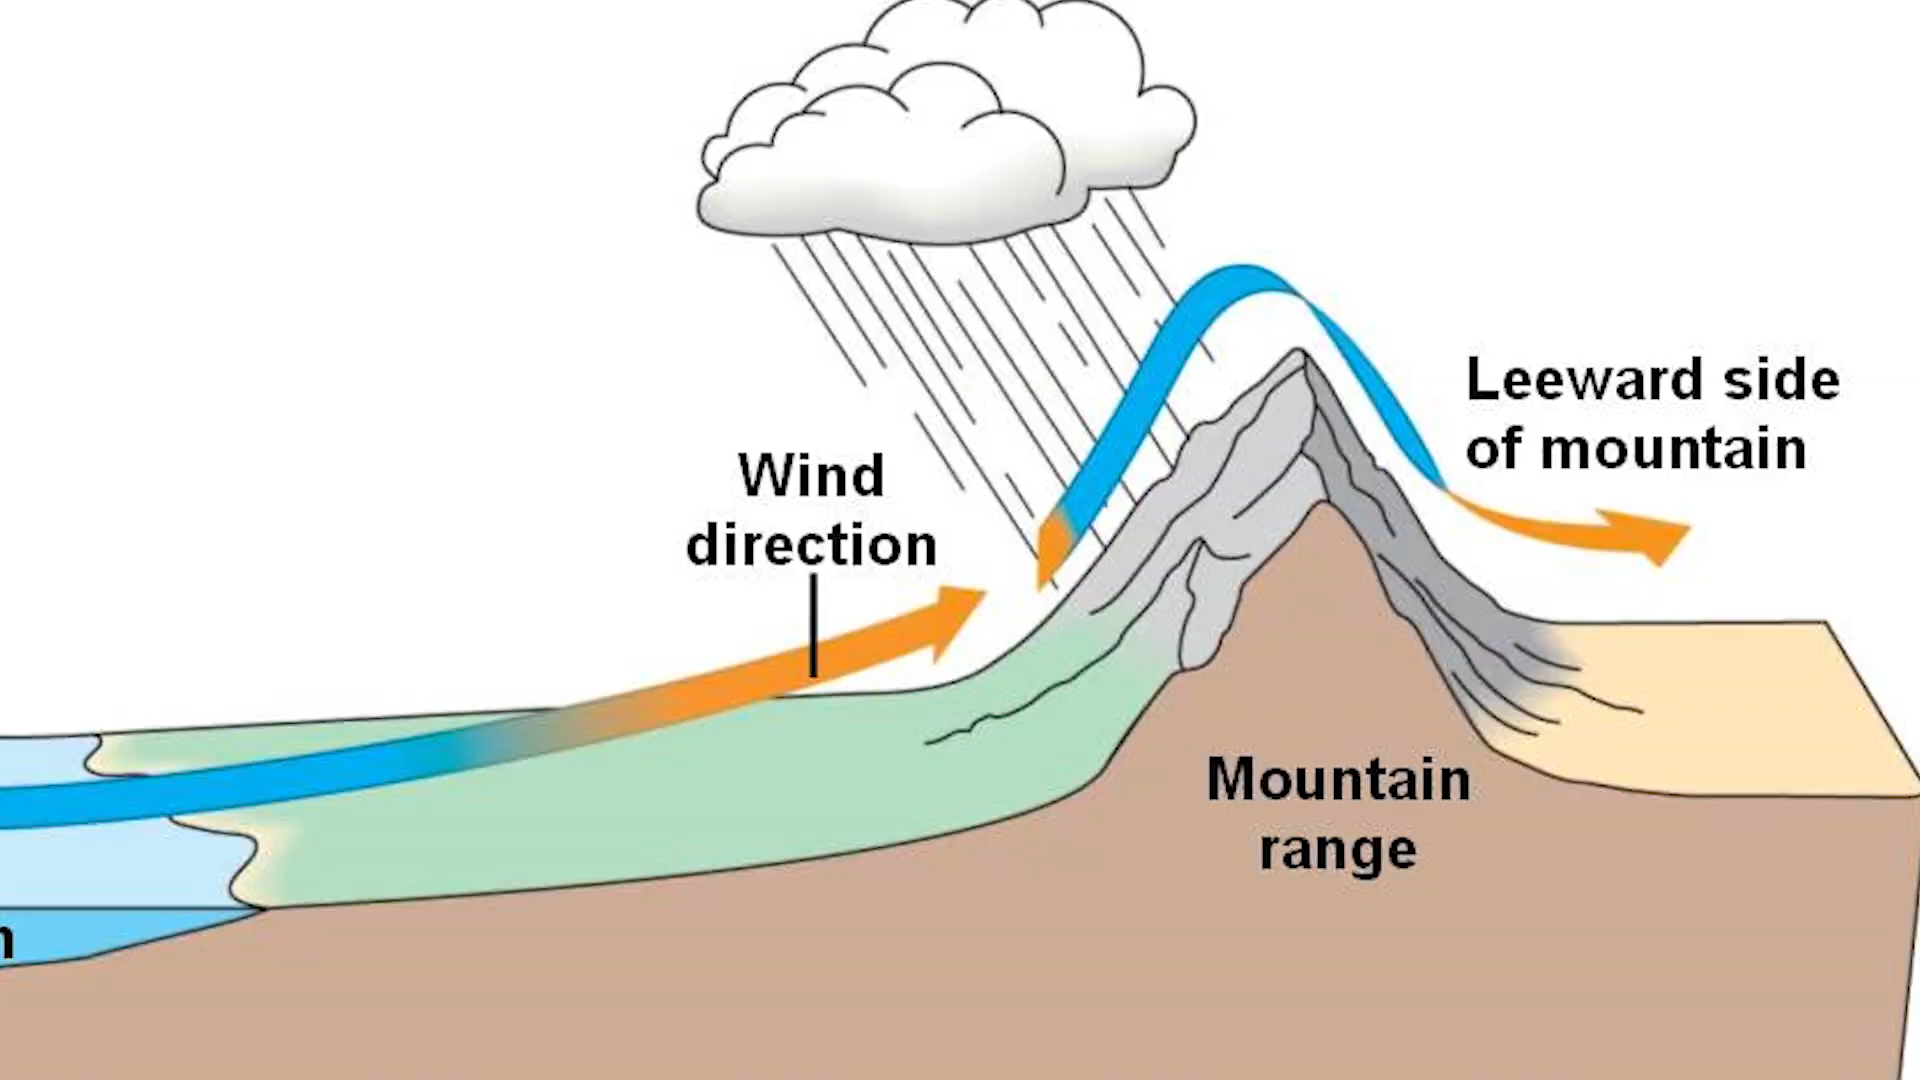 Wind
direction
Leeward side
of mountain
Mountain
range
n